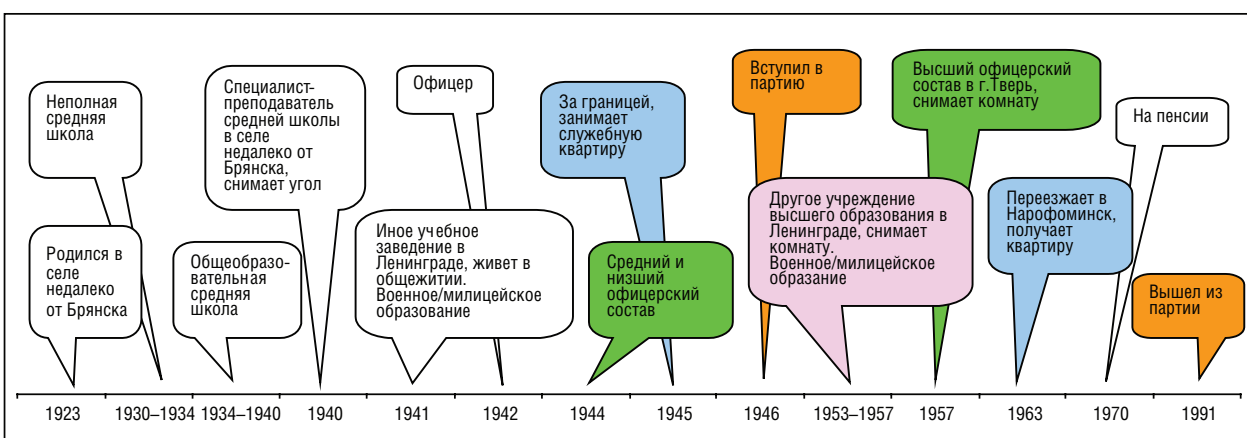 Неполная
средняя
школа
Родился в
селе
недалеко
от Брянска
Общеобразо-
вательная
средняя
школа
Специалист-
преподаватель
средней школы
в селе
недалеко от
Брянска,
снимает угол
Иное учебное
заведение в
Ленинграде, живет в
общежитии.
Военное/милицейское
образование
Офицер
За границей,
занимает
служебную
квартиру
Средний и
низший
офицерский
состав
Вступил в
партию
Другое учреждение
высшего образования в
Ленинграде, снимает
комнату.
Военное/милицейское
образание
Высший офицерский
состав в г.Тверь,
снимает комнату
Переезжает в
Нарофоминск,
получает
квартиру
На пенсии
Вышел из
партии
1923 1930–1934 1934–1940 1940 1941 1942 1944 1945 1946 1953–1957 1957 1963 1970 1991